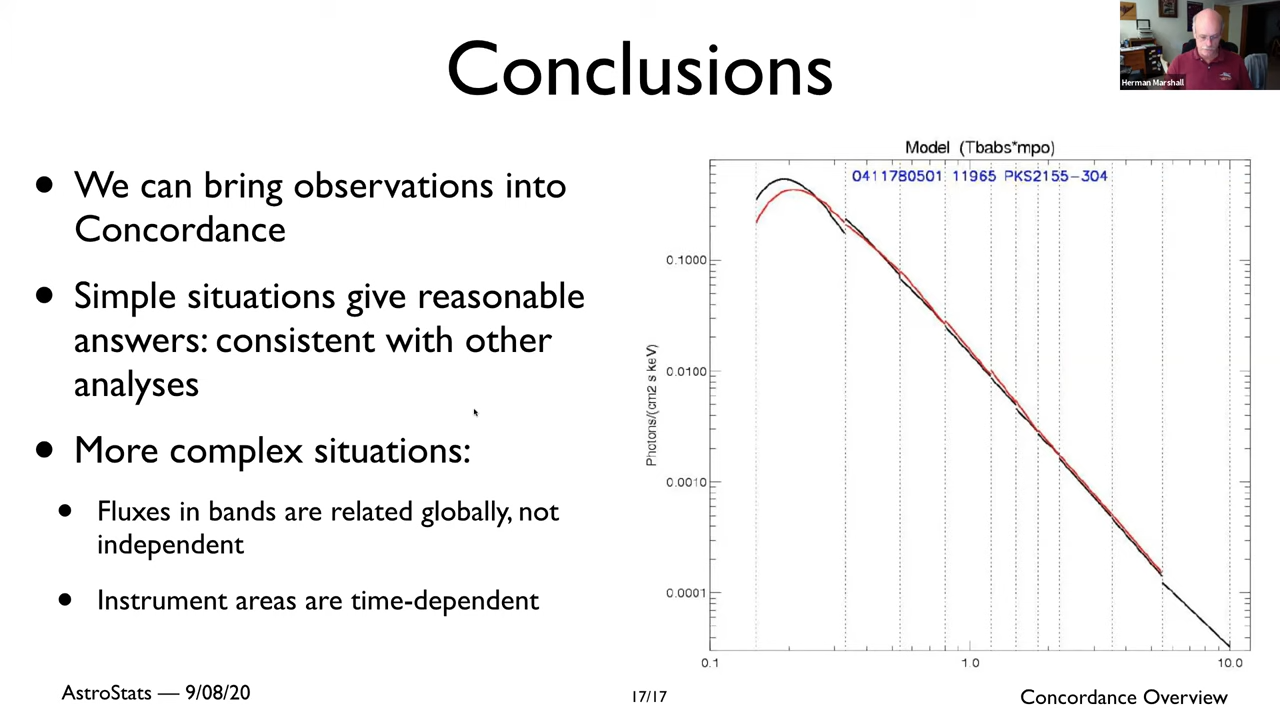 Conclusions
Herman Marshall
• We can bring observations into
Concordance
• Simple situations give reasonable
answers: consistent with other
analyses
• More complex situations:
• Fluxes in bands are related globally, not
independent
• Instrument areas are time-dependent
Model (Tbabs*mpo)
0411780501 11965 PKS2155-304
Photons/(cm2 s keV)
0.1000
0.0100
0.0010
0.0001
0.1
1.0
10.0
AstroStats — 9/08/20
17/17
Concordance Overview